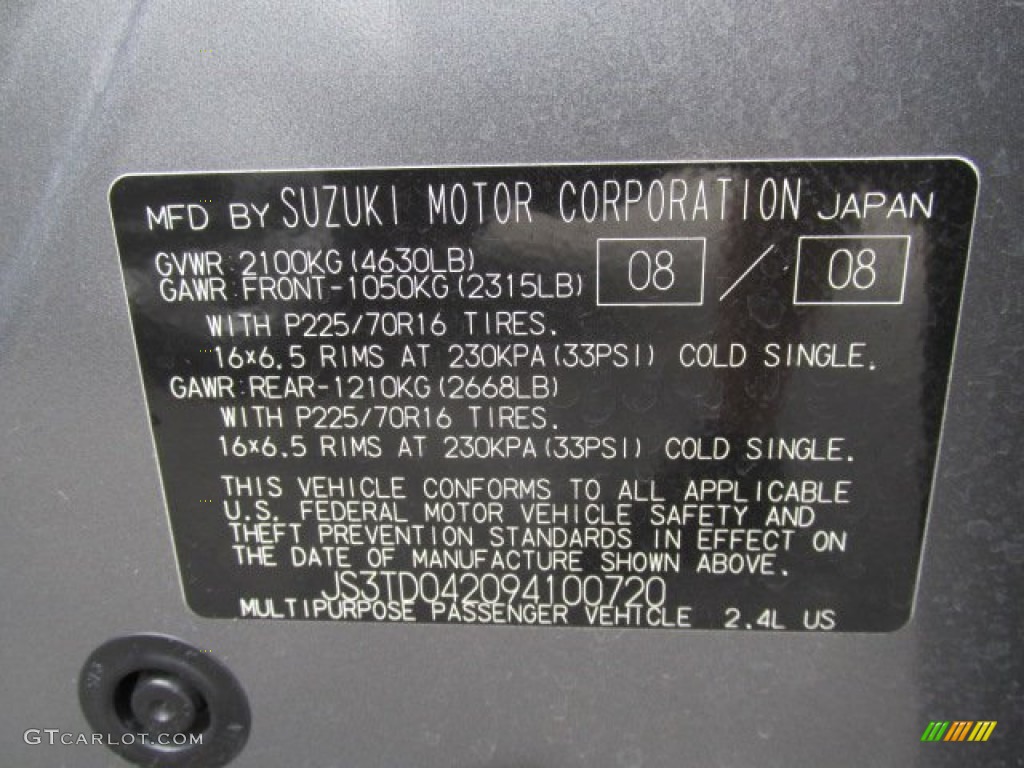 MFD BY SUZUKI MOTOR CORPORATION JAPAN
GVWR: 2100KG(4630LB) 08 / 08
GAWR: FRONT-1050KG(2315LB)
WITH P225/70R16 TIRES.
16×6.5 RIMS AT 230KPA(33PSI) COLD SINGLE.
GAWR: REAR-1210KG(2668LB)
WITH P225/70R16 TIRES.
16×6.5 RIMS AT 230KPA(33PSI) COLD SINGLE.
THIS VEHICLE CONFORMS TO ALL APPLICABLE
U.S. FEDERAL MOTOR VEHICLE SAFETY AND
THEFT PREVENTION STANDARDS IN EFFECT ON
THE DATE OF MANUFACTURE SHOWN ABOVE.
JS3TD042094100720
MULTIPURPOSE PASSENGER VEHICLE 2.4L US
GTCARLOT.COM